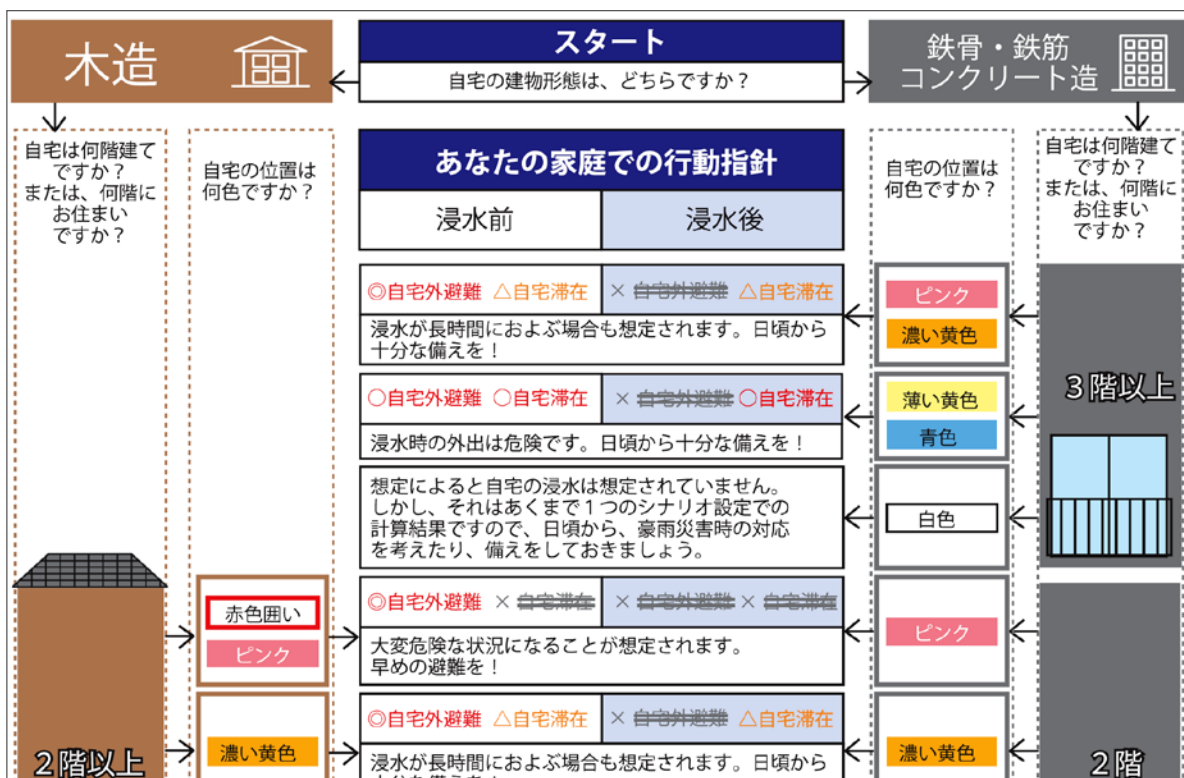 木造
スタート
自宅の建物形態は、どちらですか？
鉄骨・鉄筋
コンクリート造
自宅は何階建て
ですか？
または、何階に
お住まい
ですか？
自宅の位置は
何色ですか？
あなたの家庭での行動指針
浸水前
浸水後
自宅の位置は
何色ですか？
自宅は何階建て
ですか？
または、何階に
お住まい
ですか？
◎自宅外避難 △自宅滞在 × 自宅外避難 △自宅滞在
浸水が長時間におよぶ場合も想定されます。日頃から
十分な備えを！
ピンク
濃い黄色
○自宅外避難 ○自宅滞在 × 自宅外避難 ○自宅滞在
浸水時の外出は危険です。日頃から十分な備えを！
薄い黄色
青色
3階以上
想定によると自宅の浸水は想定されていません。
しかし、それはあくまで１つのシナリオ設定での
計算結果ですので、日頃から、豪雨災害時の対応
を考えたり、備えをしておきましょう。
白色
赤色囲い
ピンク
◎自宅外避難 × 自宅滞在 × 自宅外避難 × 自宅滞在
大変危険な状況になることが想定されます。
早めの避難を！
ピンク
2階以上
濃い黄色
◎自宅外避難 △自宅滞在 × 自宅外避難 △自宅滞在
浸水が長時間におよぶ場合も想定されます。日頃から
濃い黄色
2階